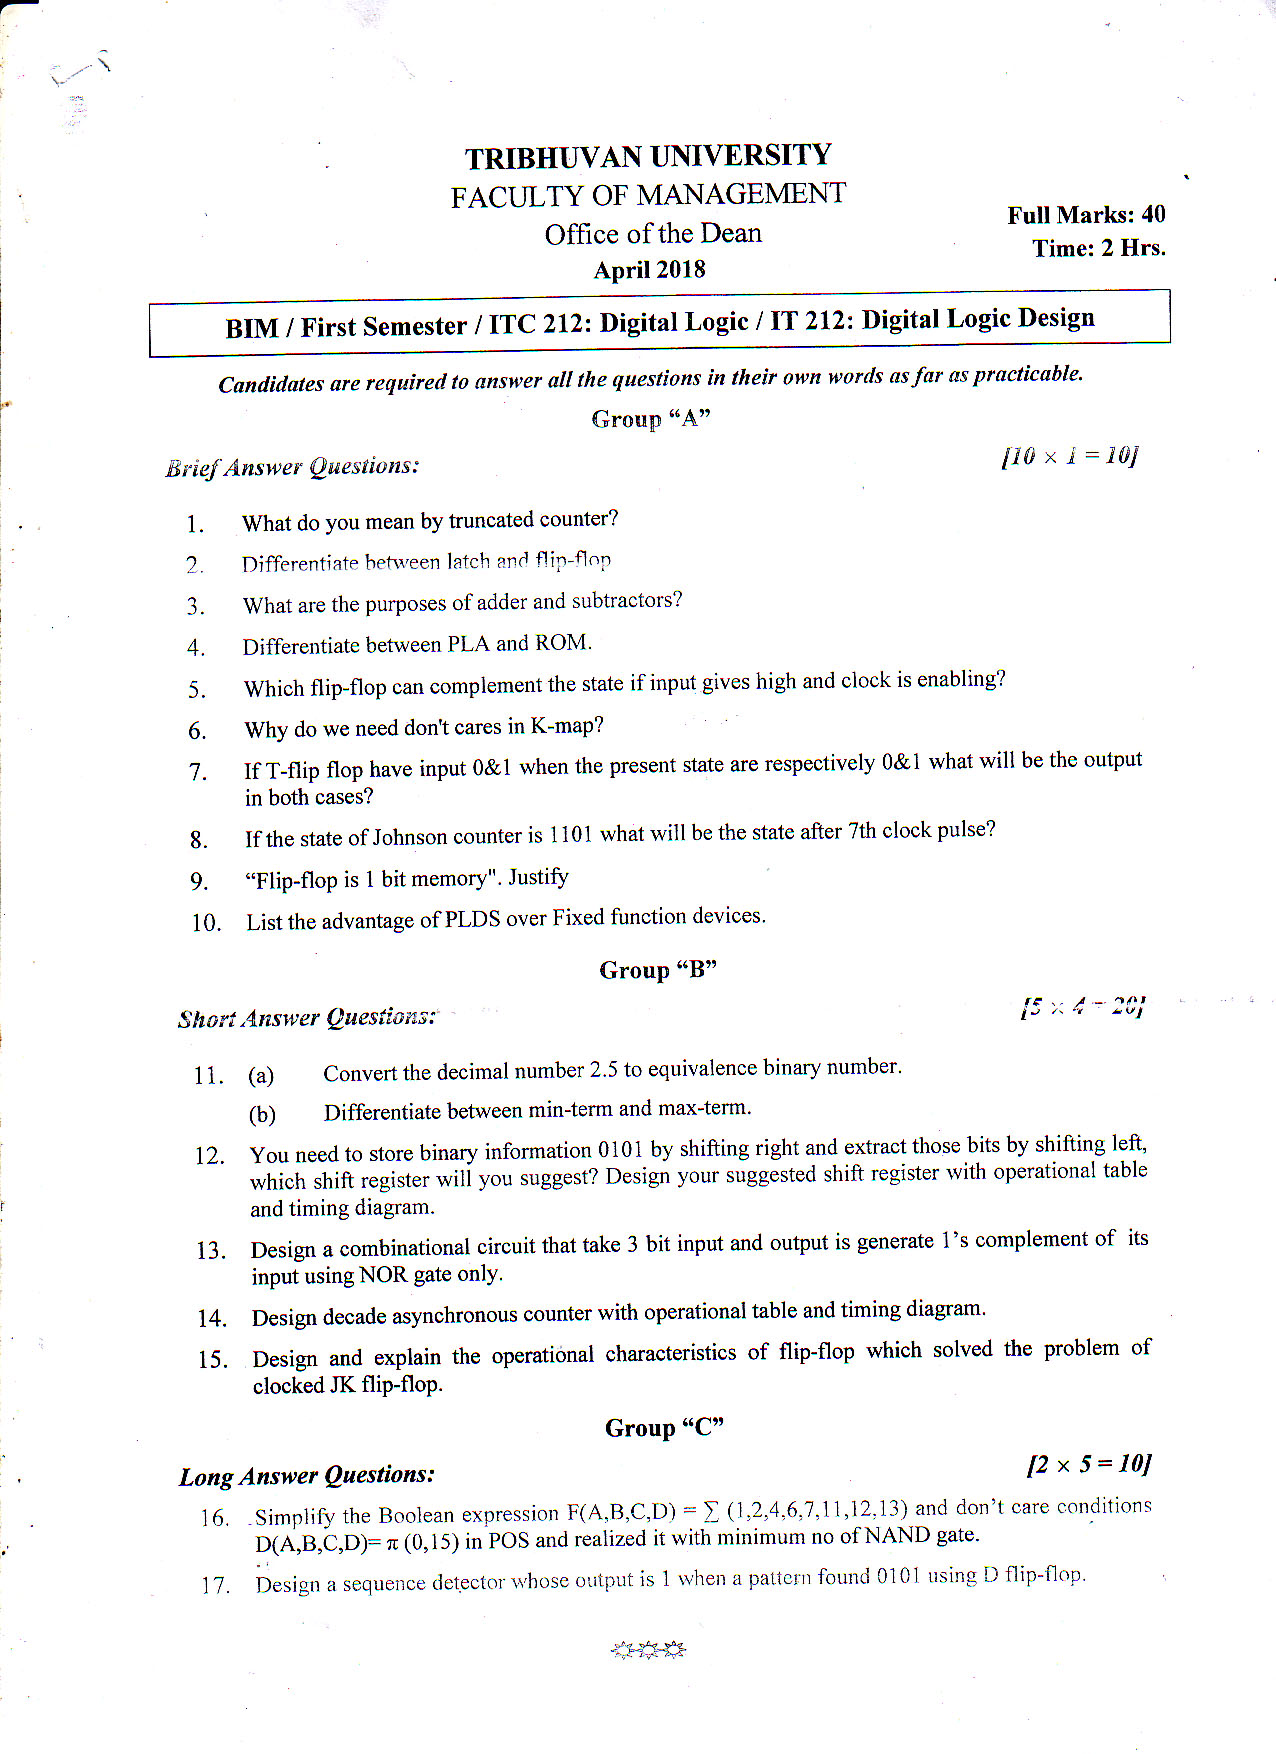 TRIBHUVAN UNIVERSITY
FACULTY OF MANAGEMENT
Office of the Dean
April 2018
Full Marks: 40
Time: 2 Hrs.
BIM / First Semester / ITC 212: Digital Logic / IT 212: Digital Logic Design
Candidates are required to answer all the questions in their own words as far as practicable.
Group “A”
Brief Answer Questions: [10 × 1 = 10]
1. What do you mean by truncated counter?
2. Differentiate between latch and flip-flop
3. What are the purposes of adder and subtractors?
4. Differentiate between PLA and ROM.
5. Which flip-flop can complement the state if input gives high and clock is enabling?
6. Why do we need don't cares in K-map?
7. If T-flip flop have input 0&1 when the present state are respectively 0&1 what will be the output
in both cases?
8. If the state of Johnson counter is 1101 what will be the state after 7th clock pulse?
9. “Flip-flop is 1 bit memory". Justify
10. List the advantage of PLDS over Fixed function devices.
Group “B”
Short Answer Questions: [5 × 4 = 20]
11. (a) Convert the decimal number 2.5 to equivalence binary number.
(b) Differentiate between min-term and max-term.
12. You need to store binary information 0101 by shifting right and extract those bits by shifting left,
which shift register will you suggest? Design your suggested shift register with operational table
and timing diagram.
13. Design a combinational circuit that take 3 bit input and output is generate 1’s complement of its
input using NOR gate only.
14. Design decade asynchronous counter with operational table and timing diagram.
15. Design and explain the operational characteristics of flip-flop which solved the problem of
clocked JK flip-flop.
Group “C”
Long Answer Questions: [2 × 5 = 10]
16. Simplify the Boolean expression F(A,B,C,D) = ∑ (1,2,4,6,7,11,12,13) and don’t care conditions
D(A,B,C,D)= π (0,15) in POS and realized it with minimum no of NAND gate.
17. Design a sequence detector whose output is 1 when a pattern found 0101 using D flip-flop.